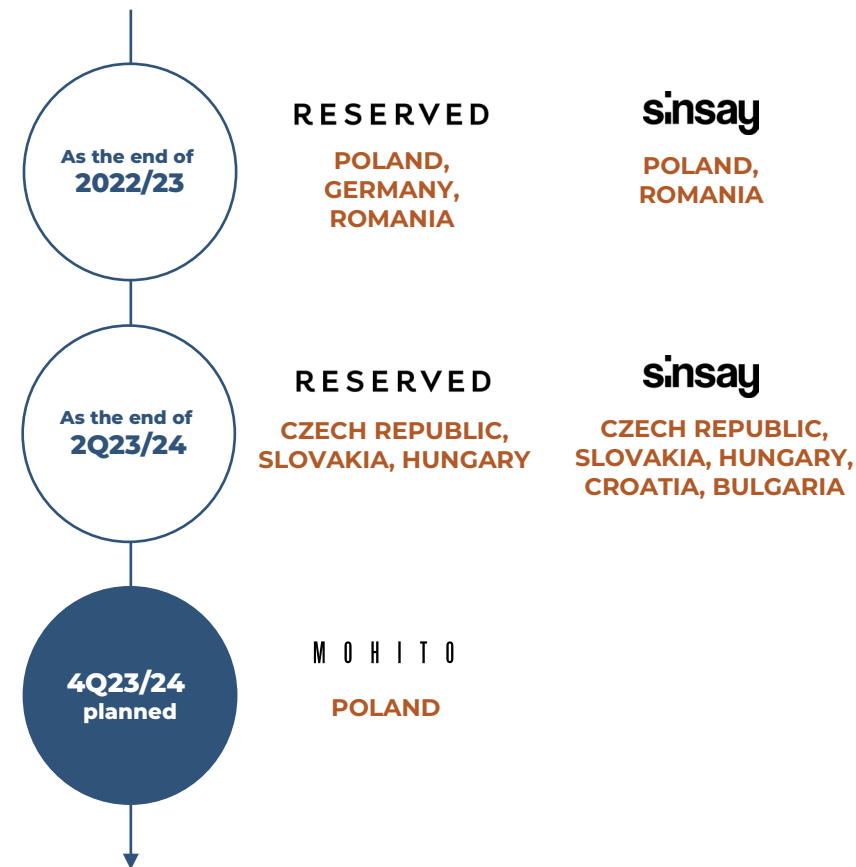 As the end of
2022/23
RESERVED
POLAND,
GERMANY,
ROMANIA
sinsay
POLAND,
ROMANIA
As the end of
2Q23/24
RESERVED
CZECH REPUBLIC,
SLOVAKIA, HUNGARY
sinsay
CZECH REPUBLIC,
SLOVAKIA, HUNGARY,
CROATIA, BULGARIA
4Q23/24
planned
MOHITO
POLAND